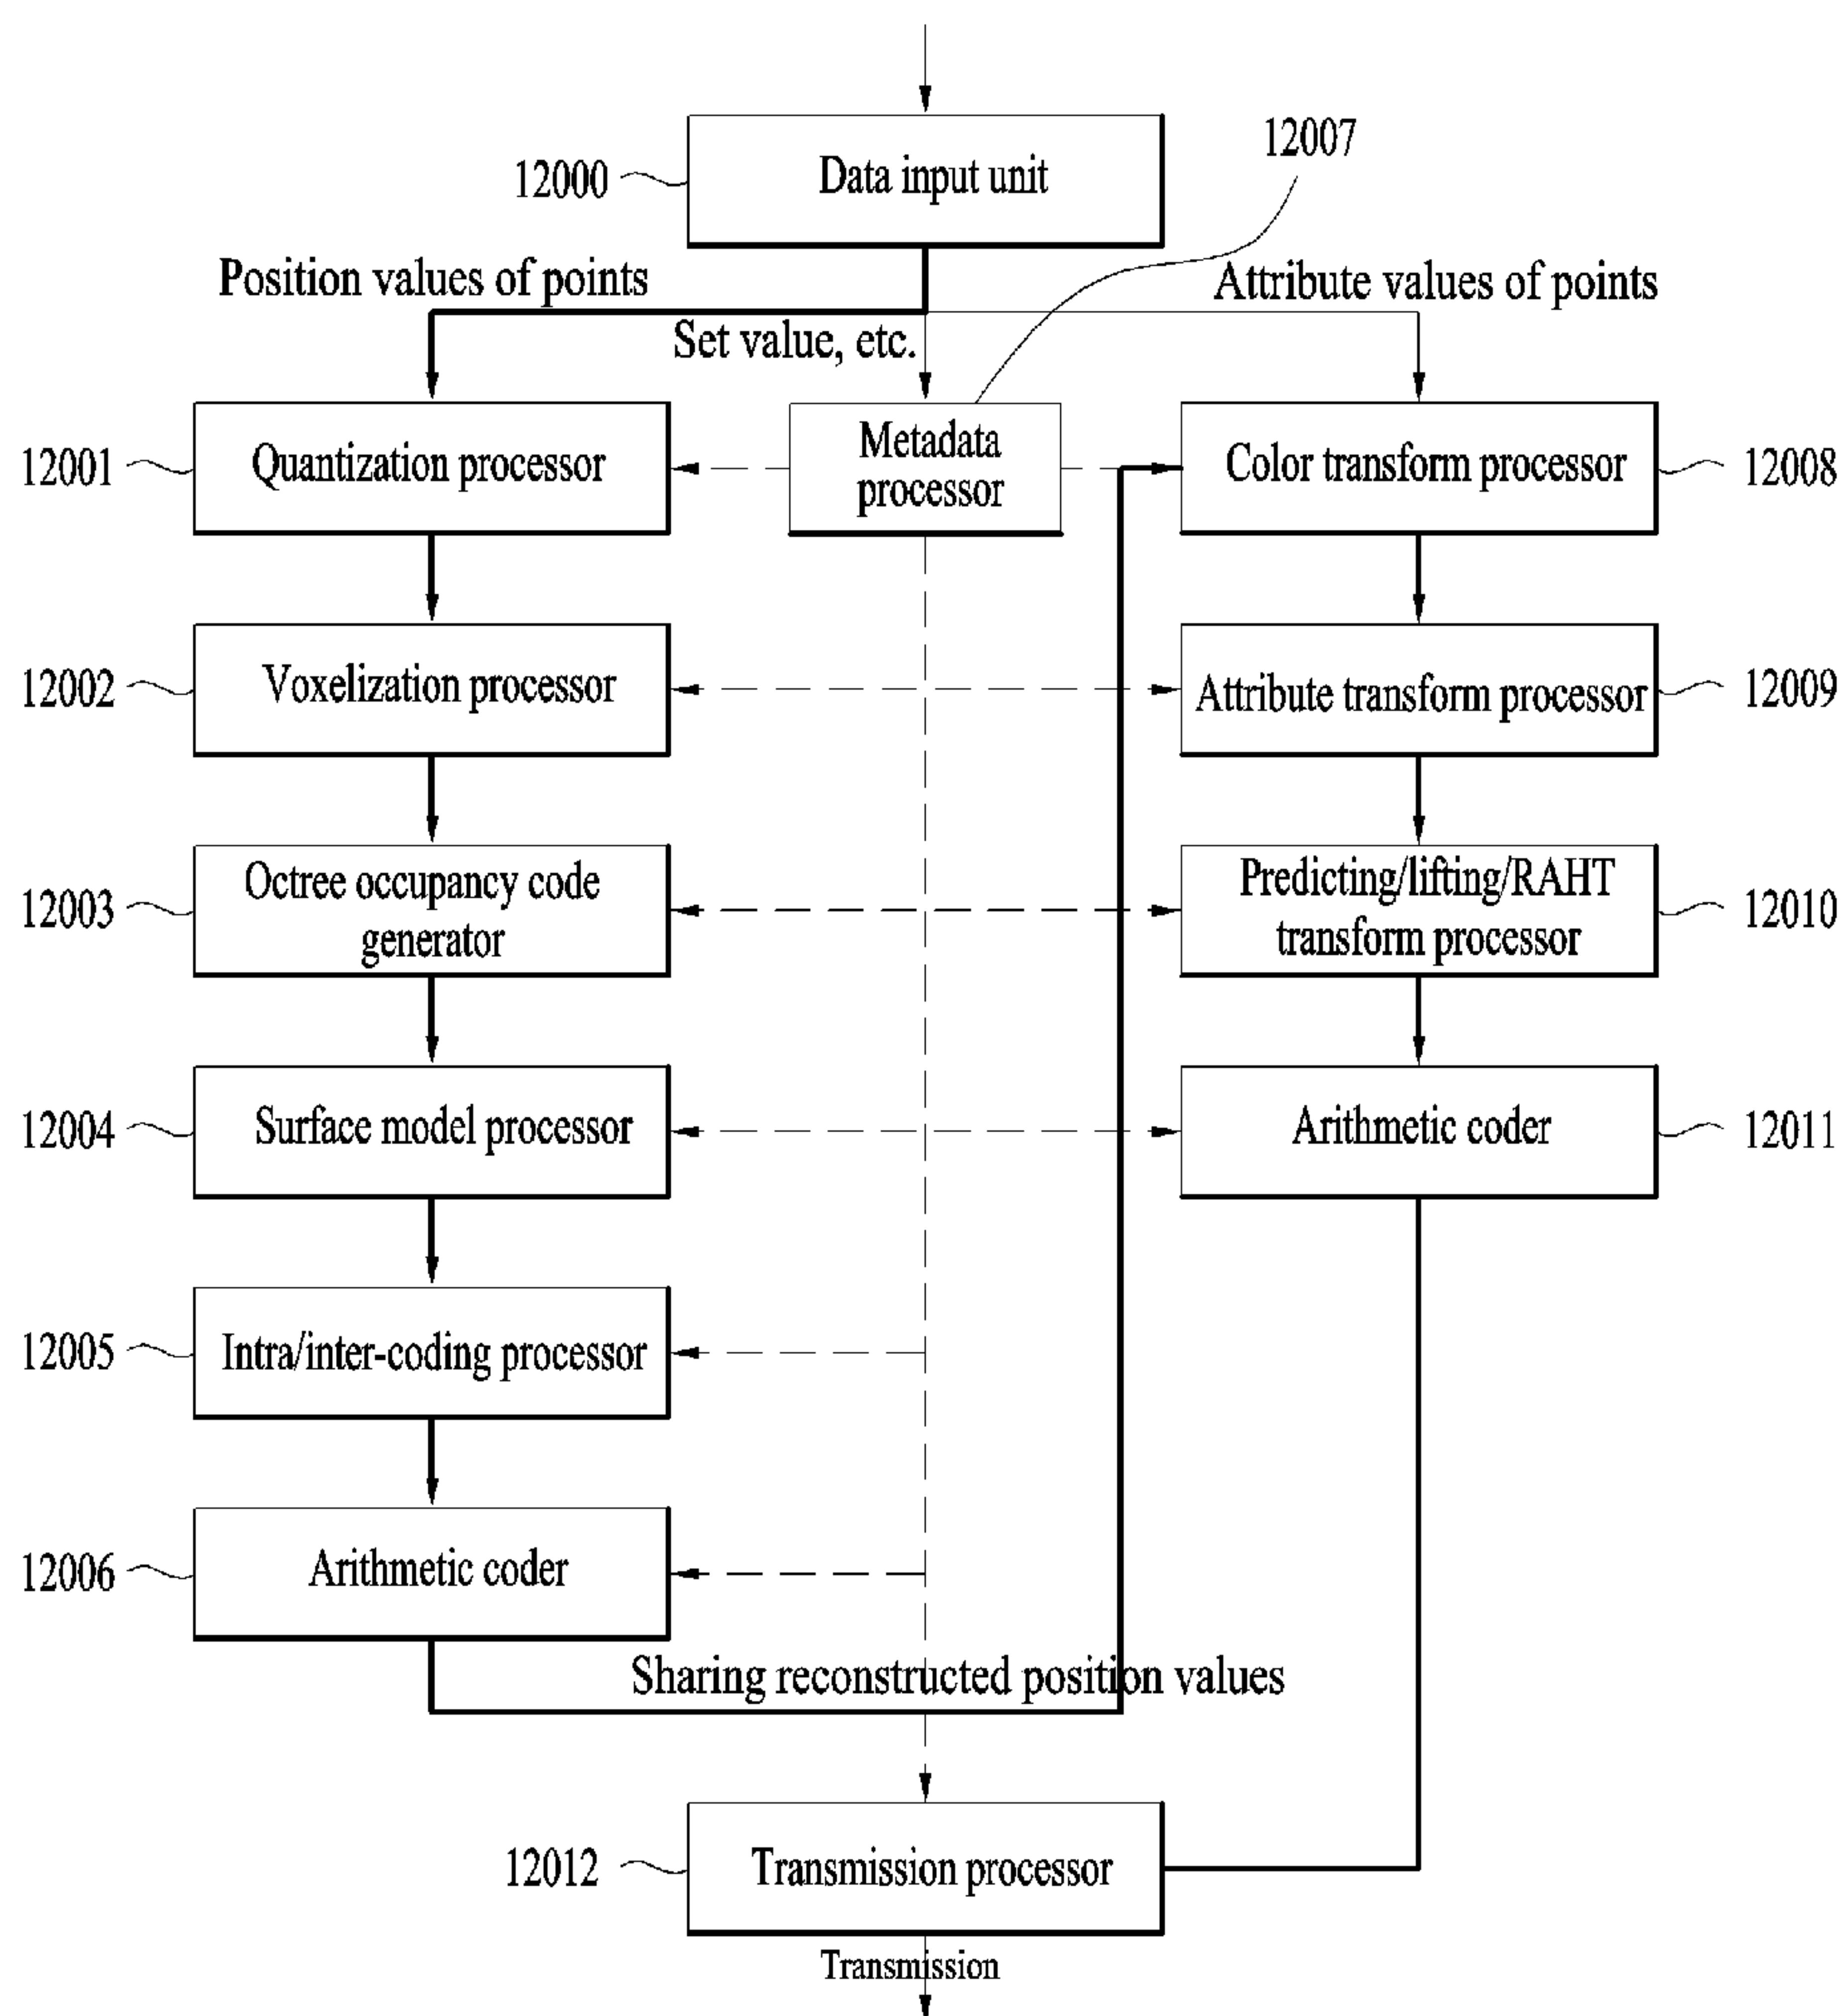 12007
12000
Data input unit
Position values of points
Attribute values of points
Set value, etc.
12001
Quantization processor
Metadata
processor
Color transform processor
12008
12002
Voxelization processor
Attribute transform processor
12009
12003
Octree occupancy code
generator
Predicting/lifting/RAHT
transform processor
12010
12004
Surface model processor
Arithmetic coder
12011
12005
Intra/inter-coding processor
12006
Arithmetic coder
Sharing reconstructed position values
12012
Transmission processor
Transmission